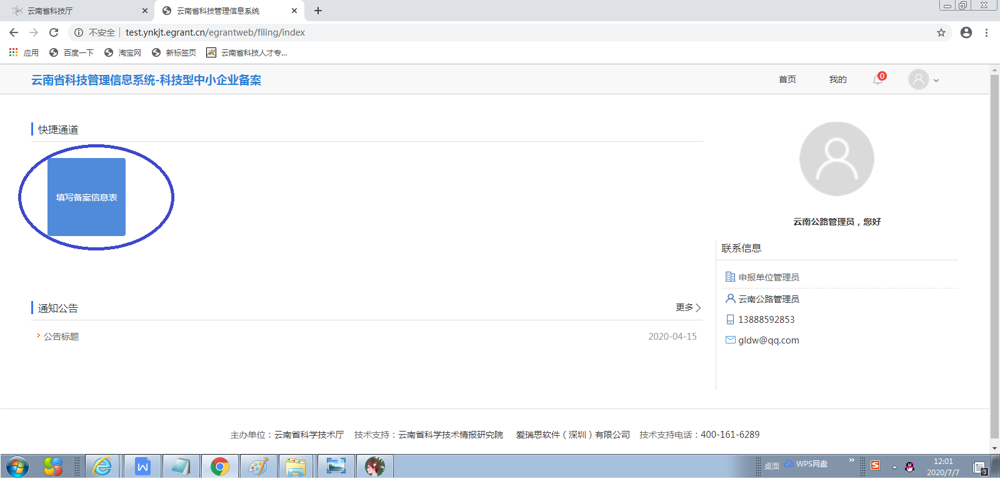 云南省科技厅
云南省科技管理信息系统
不安全
test.ynkjt.egrant.cn/egrantweb/filing/index
应用
百度一下
淘宝网
新标签页
云南省科技人才专...
云南省科技管理信息系统-科技型中小企业备案
首页
我的
0
快捷通道
填写备案信息表
云南公路管理员，您好
联系信息
申报单位管理员
云南公路管理员
13888592853
gldw@qq.com
通知公告
更多
公告标题
2020-04-15
主办单位：云南省科学技术厅 技术支持：云南省科学技术情报研究院 爱瑞思软件（深圳）有限公司 技术支持电话：400-161-6289
桌面
WPS网盘
»
12:01
2020/7/7
3